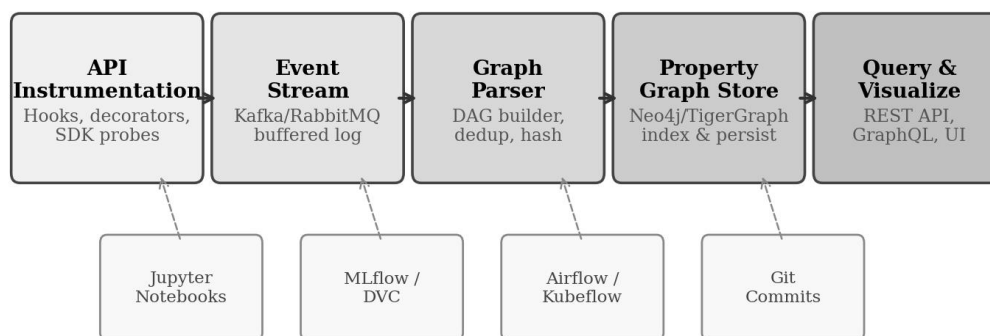 API
Instrumentation
Hooks, decorators,
SDK probes
Event
Stream
Kafka/RabbitMQ
buffered log
Graph
Parser
DAG builder,
dedup, hash
Property
Graph Store
Neo4j/TigerGraph
index & persist
Query &
Visualize
REST API,
GraphQL, UI
Jupyter
Notebooks
MLflow /
DVC
Airflow /
Kubeflow
Git
Commits